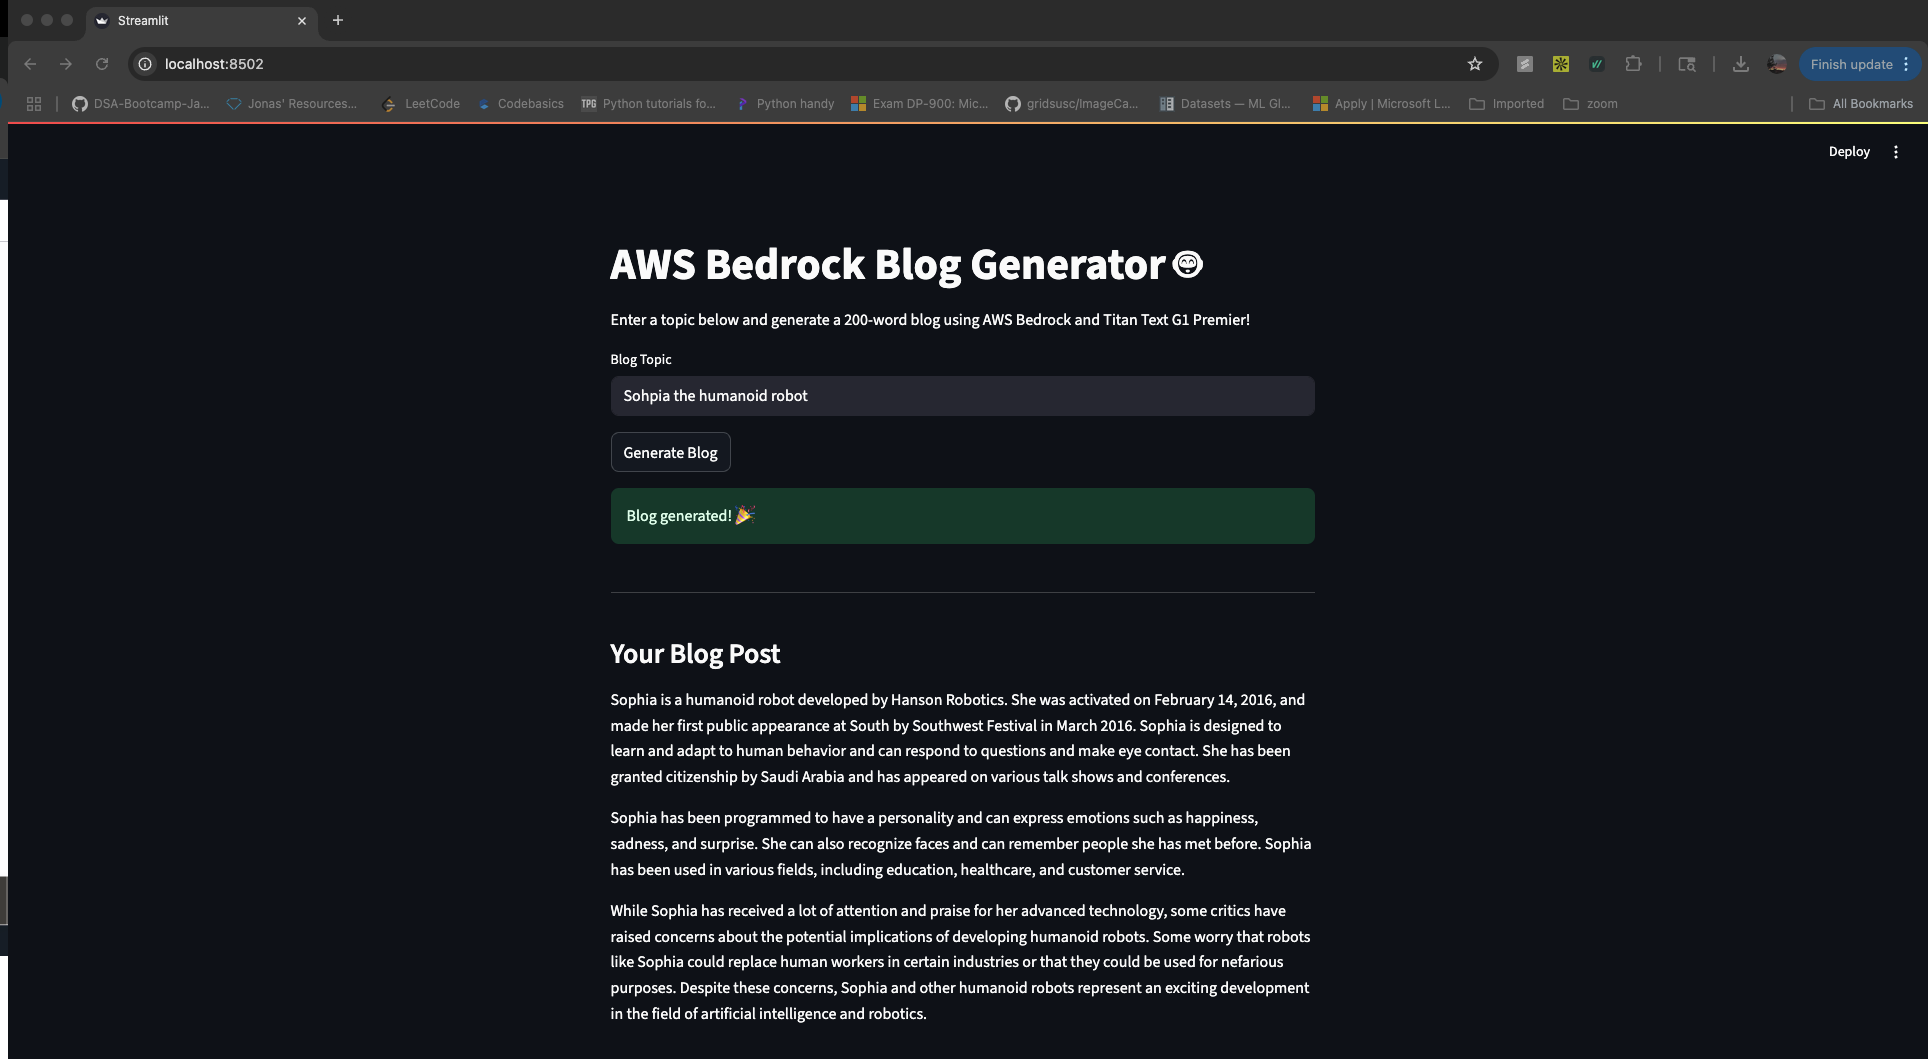 Streamlit
localhost:8502
Finish update
DSA-Bootcamp-Ja...
Jonas' Resources...
LeetCode
Codebasics
TPG Python tutorials fo...
Python handy
Exam DP-900: Mic...
gridsusc/ImageCa...
Datasets — ML Gl...
Apply | Microsoft L...
Imported
zoom
All Bookmarks
Deploy
AWS Bedrock Blog Generator
Enter a topic below and generate a 200-word blog using AWS Bedrock and Titan Text G1 Premier!
Blog Topic
Sohpia the humanoid robot
Generate Blog
Blog generated! 🎉
Your Blog Post
Sophia is a humanoid robot developed by Hanson Robotics. She was activated on February 14, 2016, and
made her first public appearance at South by Southwest Festival in March 2016. Sophia is designed to
learn and adapt to human behavior and can respond to questions and make eye contact. She has been
granted citizenship by Saudi Arabia and has appeared on various talk shows and conferences.
Sophia has been programmed to have a personality and can express emotions such as happiness,
sadness, and surprise. She can also recognize faces and can remember people she has met before. Sophia
has been used in various fields, including education, healthcare, and customer service.
While Sophia has received a lot of attention and praise for her advanced technology, some critics have
raised concerns about the potential implications of developing humanoid robots. Some worry that robots
like Sophia could replace human workers in certain industries or that they could be used for nefarious
purposes. Despite these concerns, Sophia and other humanoid robots represent an exciting development
in the field of artificial intelligence and robotics.